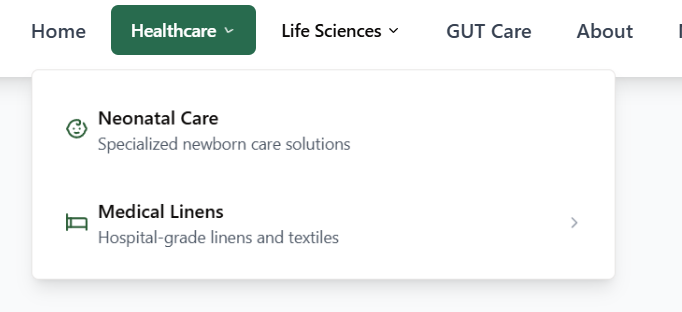 Home Healthcare Life Sciences GUT Care About
Neonatal Care
Specialized newborn care solutions
Medical Linens
Hospital-grade linens and textiles